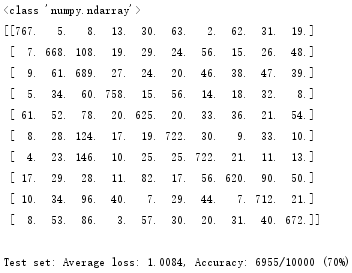 <class 'numpy.ndarray'>
[[767. 5. 8. 13. 30. 63. 2. 62. 31. 19.]
[ 7. 668. 108. 19. 29. 24. 56. 15. 26. 48.]
[ 9. 61. 689. 27. 24. 20. 46. 38. 47. 39.]
[ 5. 34. 60. 758. 15. 56. 14. 18. 32. 8.]
[ 61. 52. 78. 20. 625. 20. 33. 36. 21. 54.]
[ 8. 28. 124. 17. 19. 722. 30. 9. 33. 10.]
[ 4. 23. 146. 10. 25. 25. 722. 21. 11. 13.]
[ 17. 29. 28. 11. 82. 17. 56. 620. 90. 50.]
[ 10. 34. 96. 40. 7. 29. 44. 7. 712. 21.]
[ 8. 53. 86. 3. 57. 30. 20. 31. 40. 672.]]
Test set: Average loss: 1.0084, Accuracy: 6955/10000 (70%)